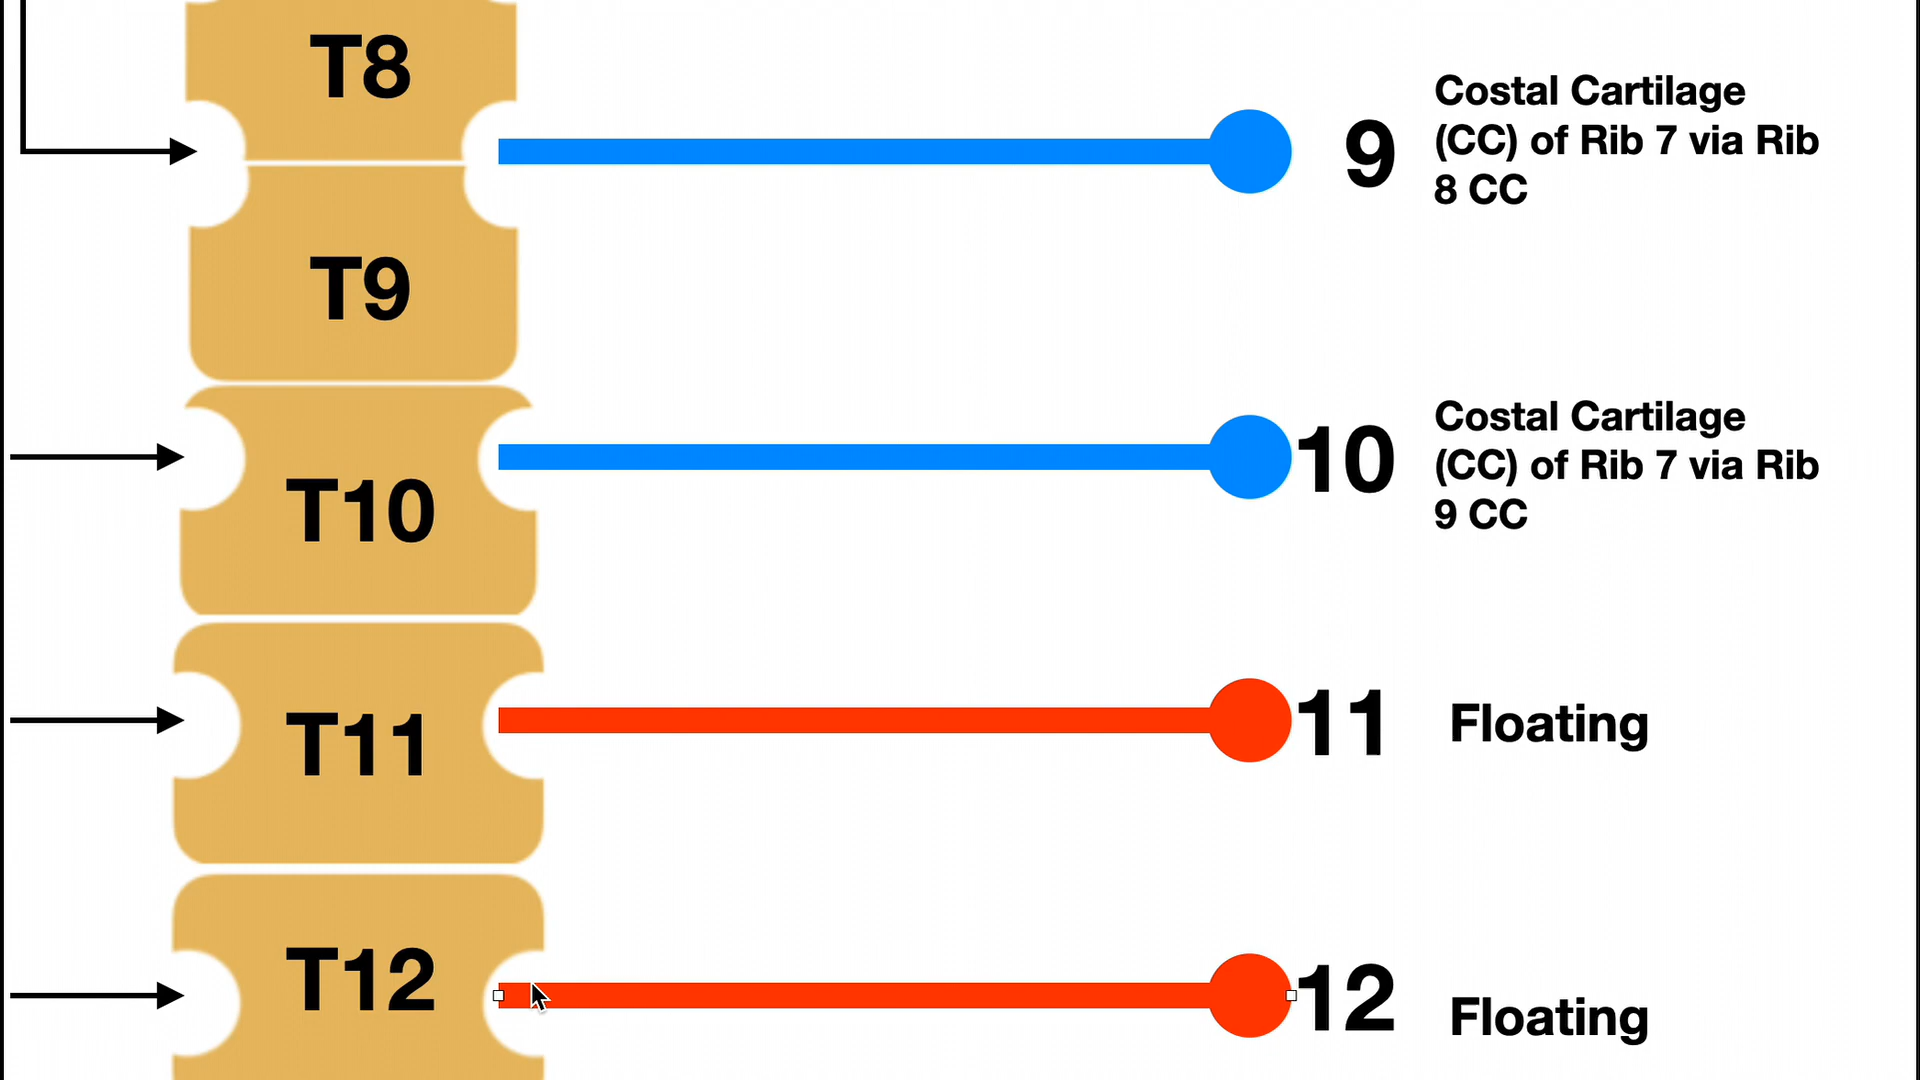 T8
9
Costal Cartilage
(CC) of Rib 7 via Rib
8 CC
T9
10
Costal Cartilage
(CC) of Rib 7 via Rib
9 CC
T10
T11
11
Floating
T12
12
Floating